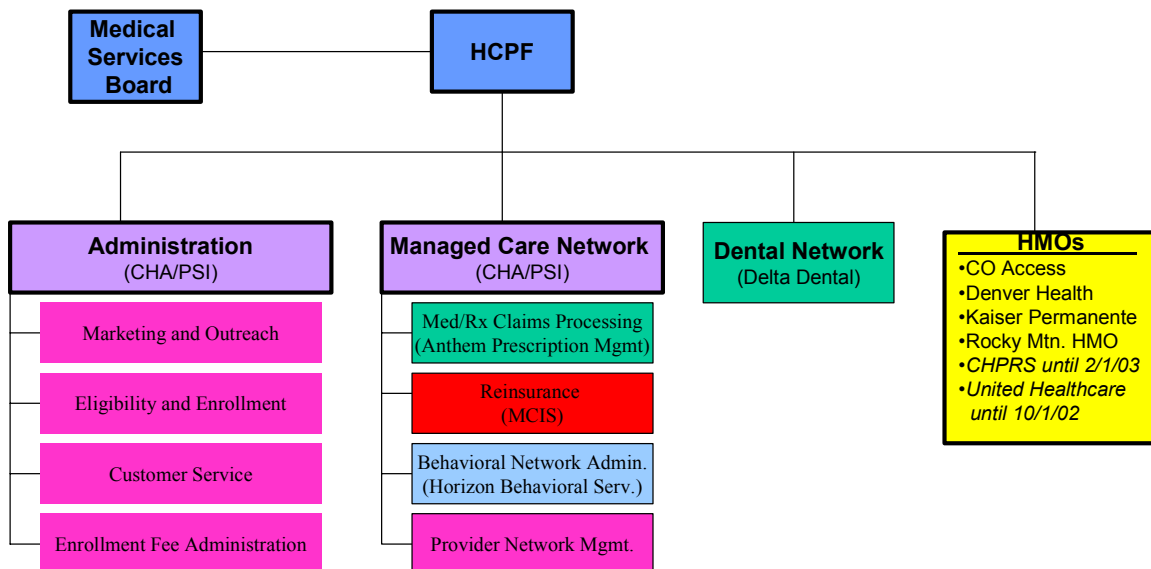 Medical
Services
Board
HCPF
Administration
(CHA/PSI)
Marketing and Outreach
Eligibility and Enrollment
Customer Service
Enrollment Fee Administration
Managed Care Network
(CHA/PSI)
Med/Rx Claims Processing
(Anthem Prescription Mgmt)
Reinsurance
(MCIS)
Behavioral Network Admin.
(Horizon Behavioral Serv.)
Provider Network Mgmt.
Dental Network
(Delta Dental)
HMOs
•CO Access
•Denver Health
•Kaiser Permanente
•Rocky Mtn. HMO
•CHPRS until 2/1/03
•United Healthcare
until 10/1/02